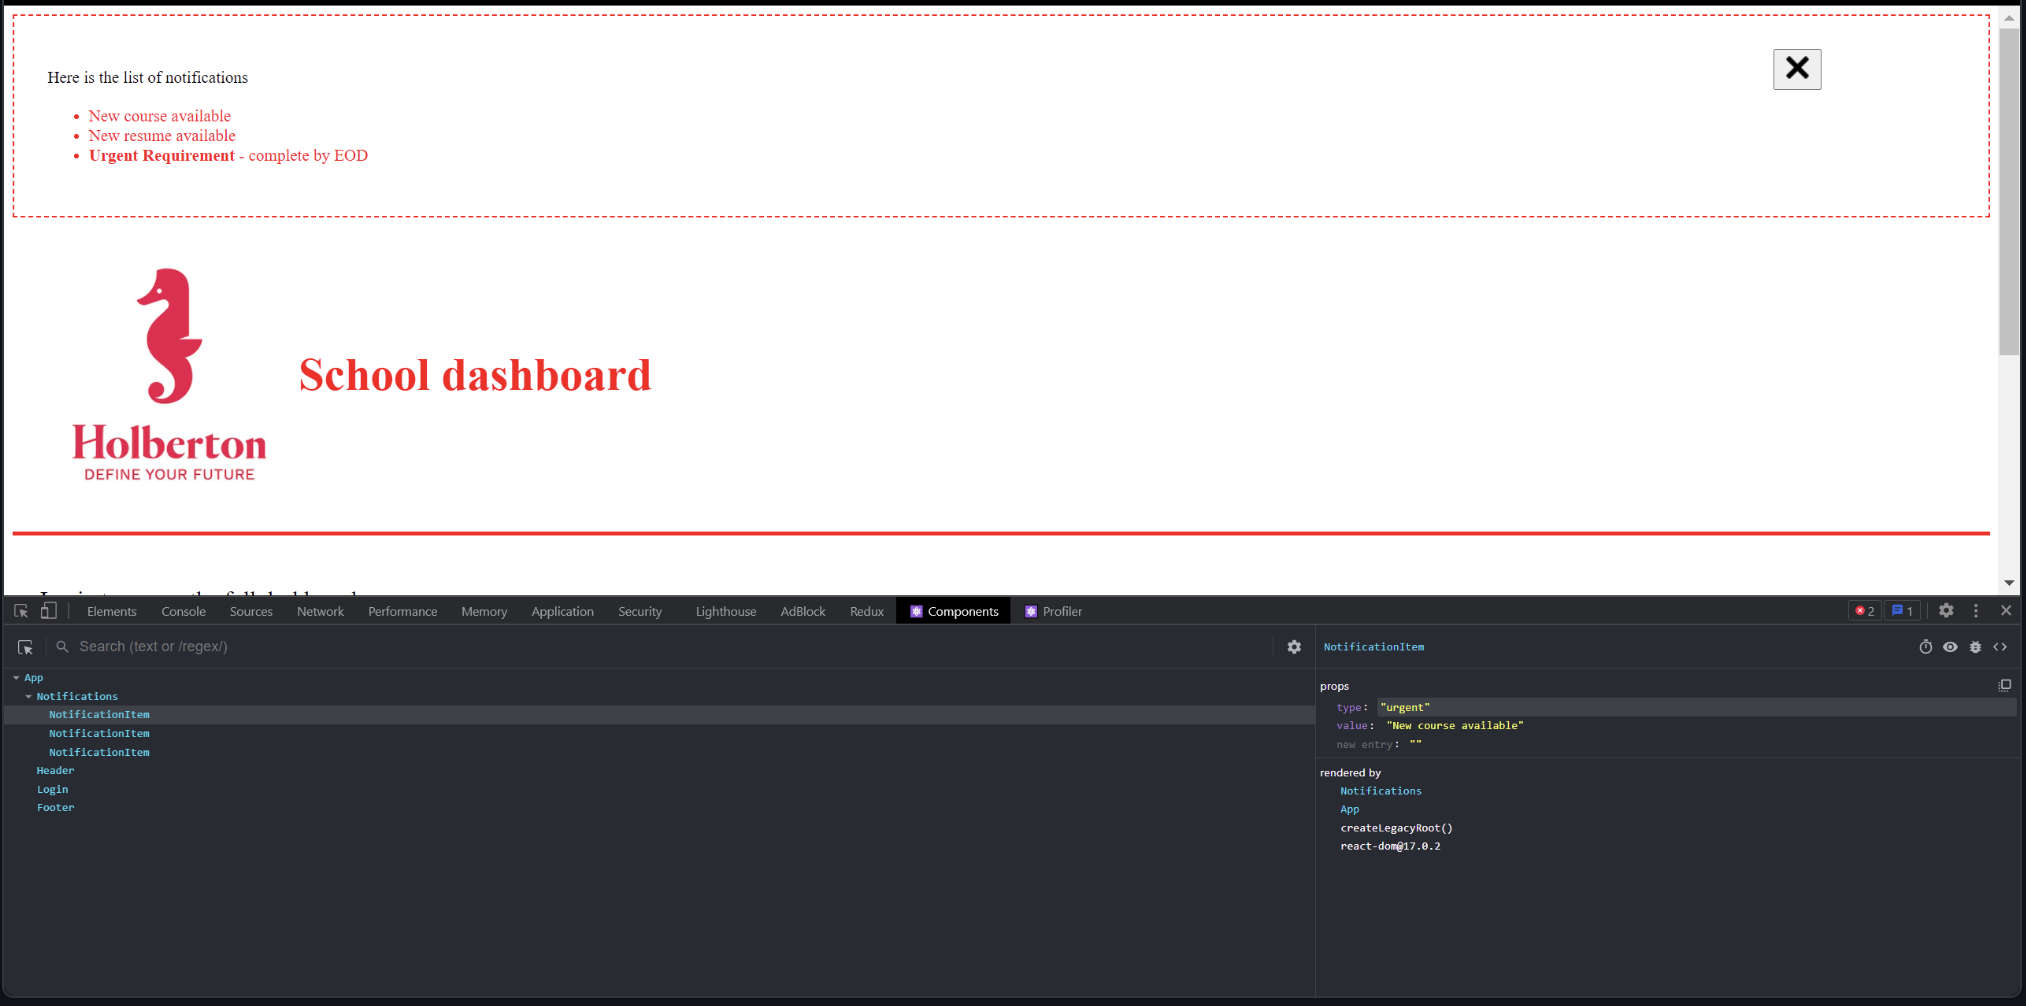 Here is the list of notifications
New course available
New resume available
Urgent Requirement - complete by EOD
School dashboard
Holberton
DEFINE YOUR FUTURE
Elements Console Sources Network Performance Memory Application Security Lighthouse AdBlock Redux Components Profiler 2 1
Search (text or /regex/)
NotificationItem
App
Notifications
NotificationItem
NotificationItem
NotificationItem
Header
Login
Footer
props
type: "urgent"
value: "New course available"
new entry: ""
rendered by
Notifications
App
createLegacyRoot()
react-dom@17.0.2